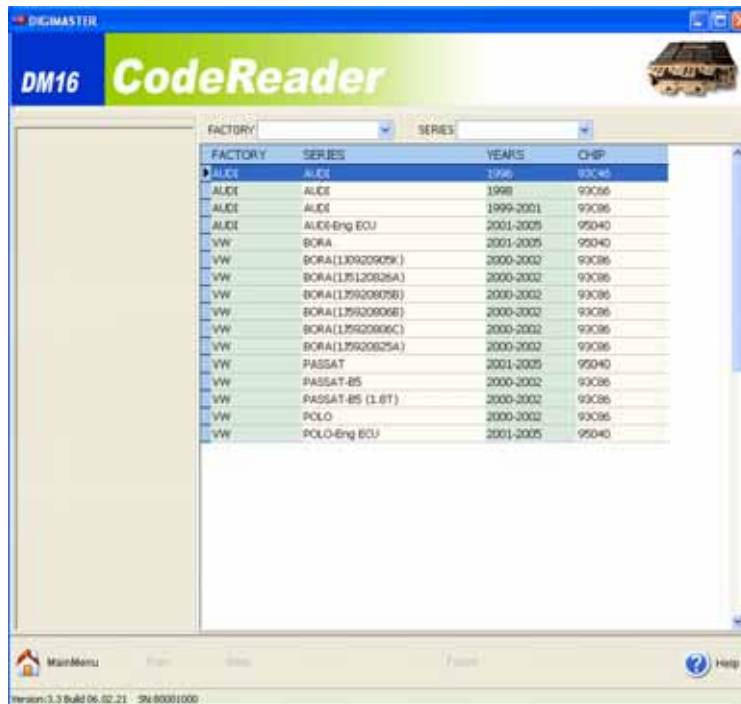 DIGIMASTER
DM16 CodeReader
FACTORY SERIES
FACTORY SERIES YEARS CHIP
AUDI AUDI 1996 93C46
AUDI AUDI 1998 93C66
AUDI AUDI 1999-2001 93C86
AUDI AUDI-Eng ECU 2001-2005 95040
VW BORA 2001-2005 95040
VW BORA(1J0920905K) 2000-2002 93C86
VW BORA(1J5120826A) 2000-2002 93C86
VW BORA(1J5920805B) 2000-2002 93C86
VW BORA(1J5920806B) 2000-2002 93C86
VW BORA(1J5920806C) 2000-2002 93C86
VW BORA(1J5920825A) 2000-2002 93C86
VW PASSAT 2001-2005 95040
VW PASSAT-B5 2000-2002 93C86
VW PASSAT-B5 (1.8T) 2000-2002 93C86
VW POLO 2000-2002 93C86
VW POLO-Eng ECU 2001-2005 95040
MainMenu Help
Version:3.3 Build 06.02.21 SN:80001000